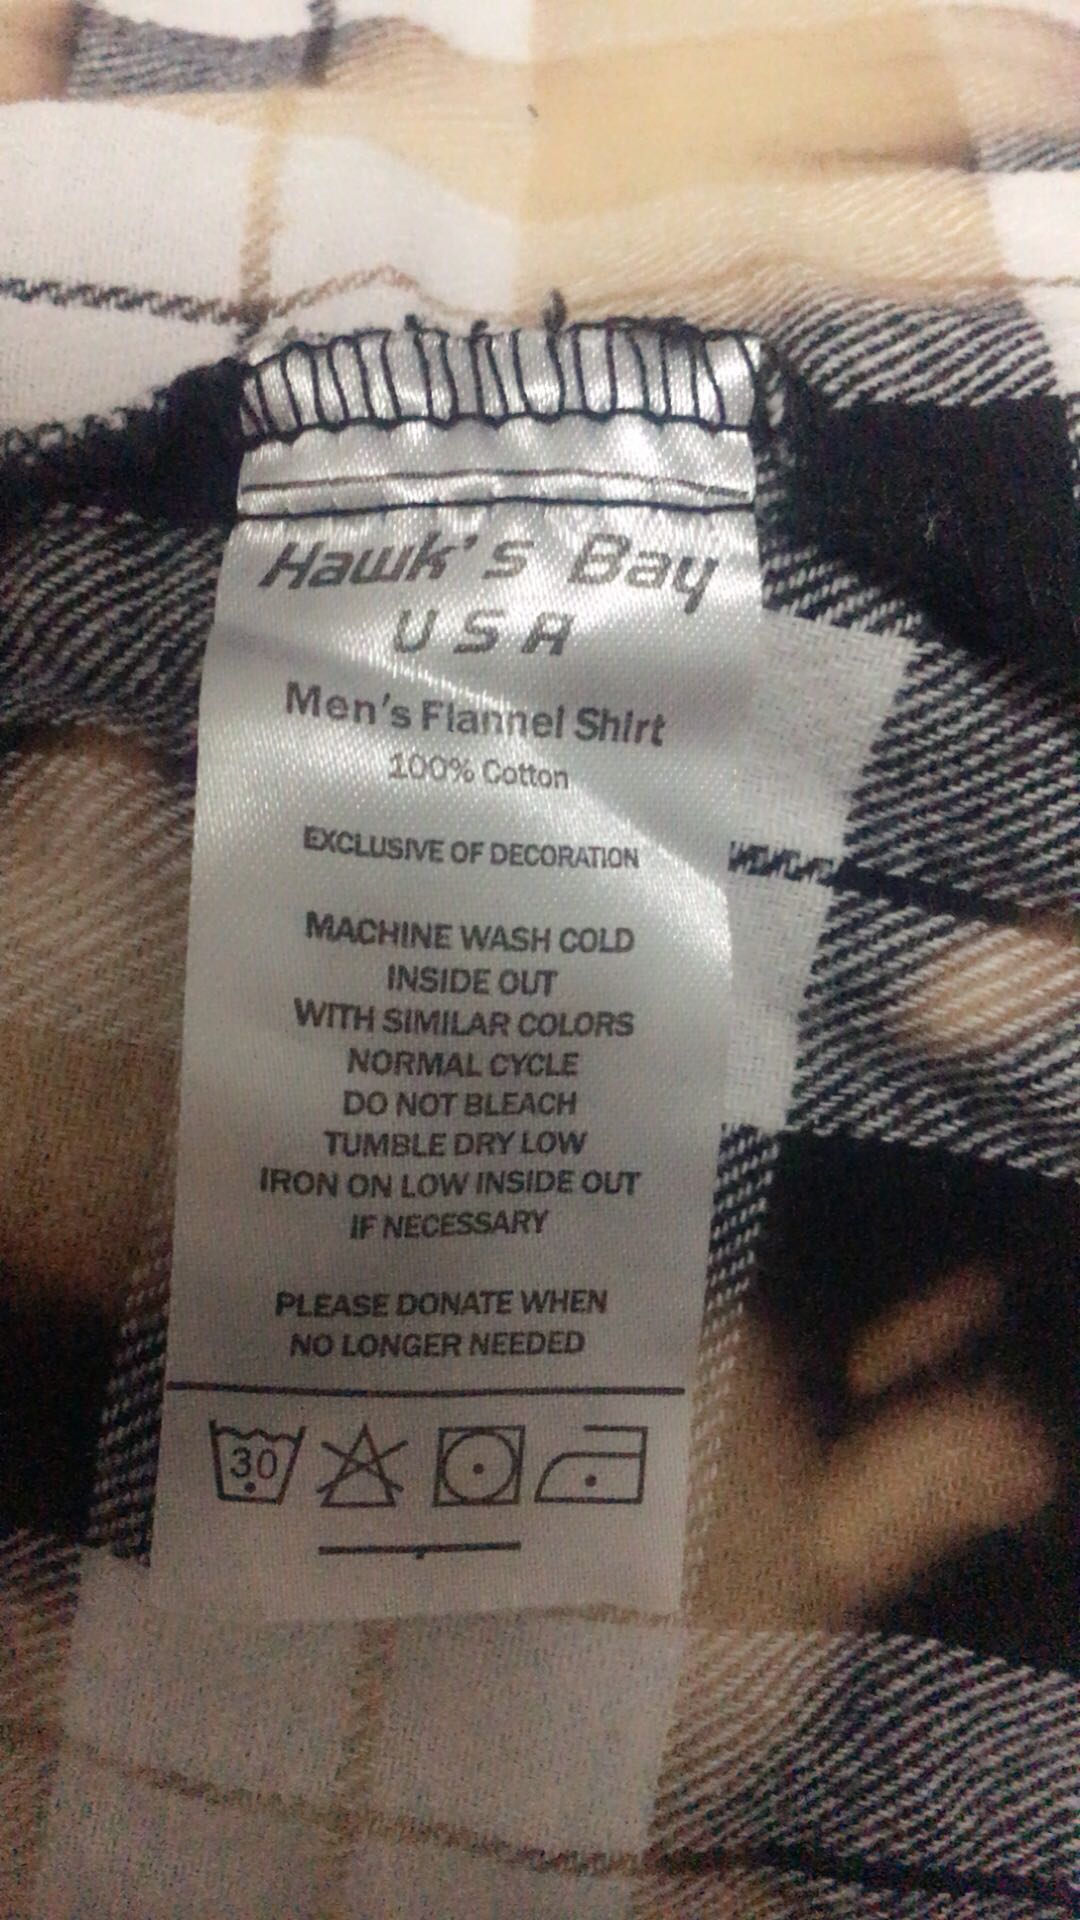 Hawk's Bay
USA
Men's Flannel Shirt
100% Cotton
EXCLUSIVE OF DECORATION
MACHINE WASH COLD
INSIDE OUT
WITH SIMILAR COLORS
NORMAL CYCLE
DO NOT BLEACH
TUMBLE DRY LOW
IRON ON LOW INSIDE OUT
IF NECESSARY
PLEASE DONATE WHEN
NO LONGER NEEDED
30